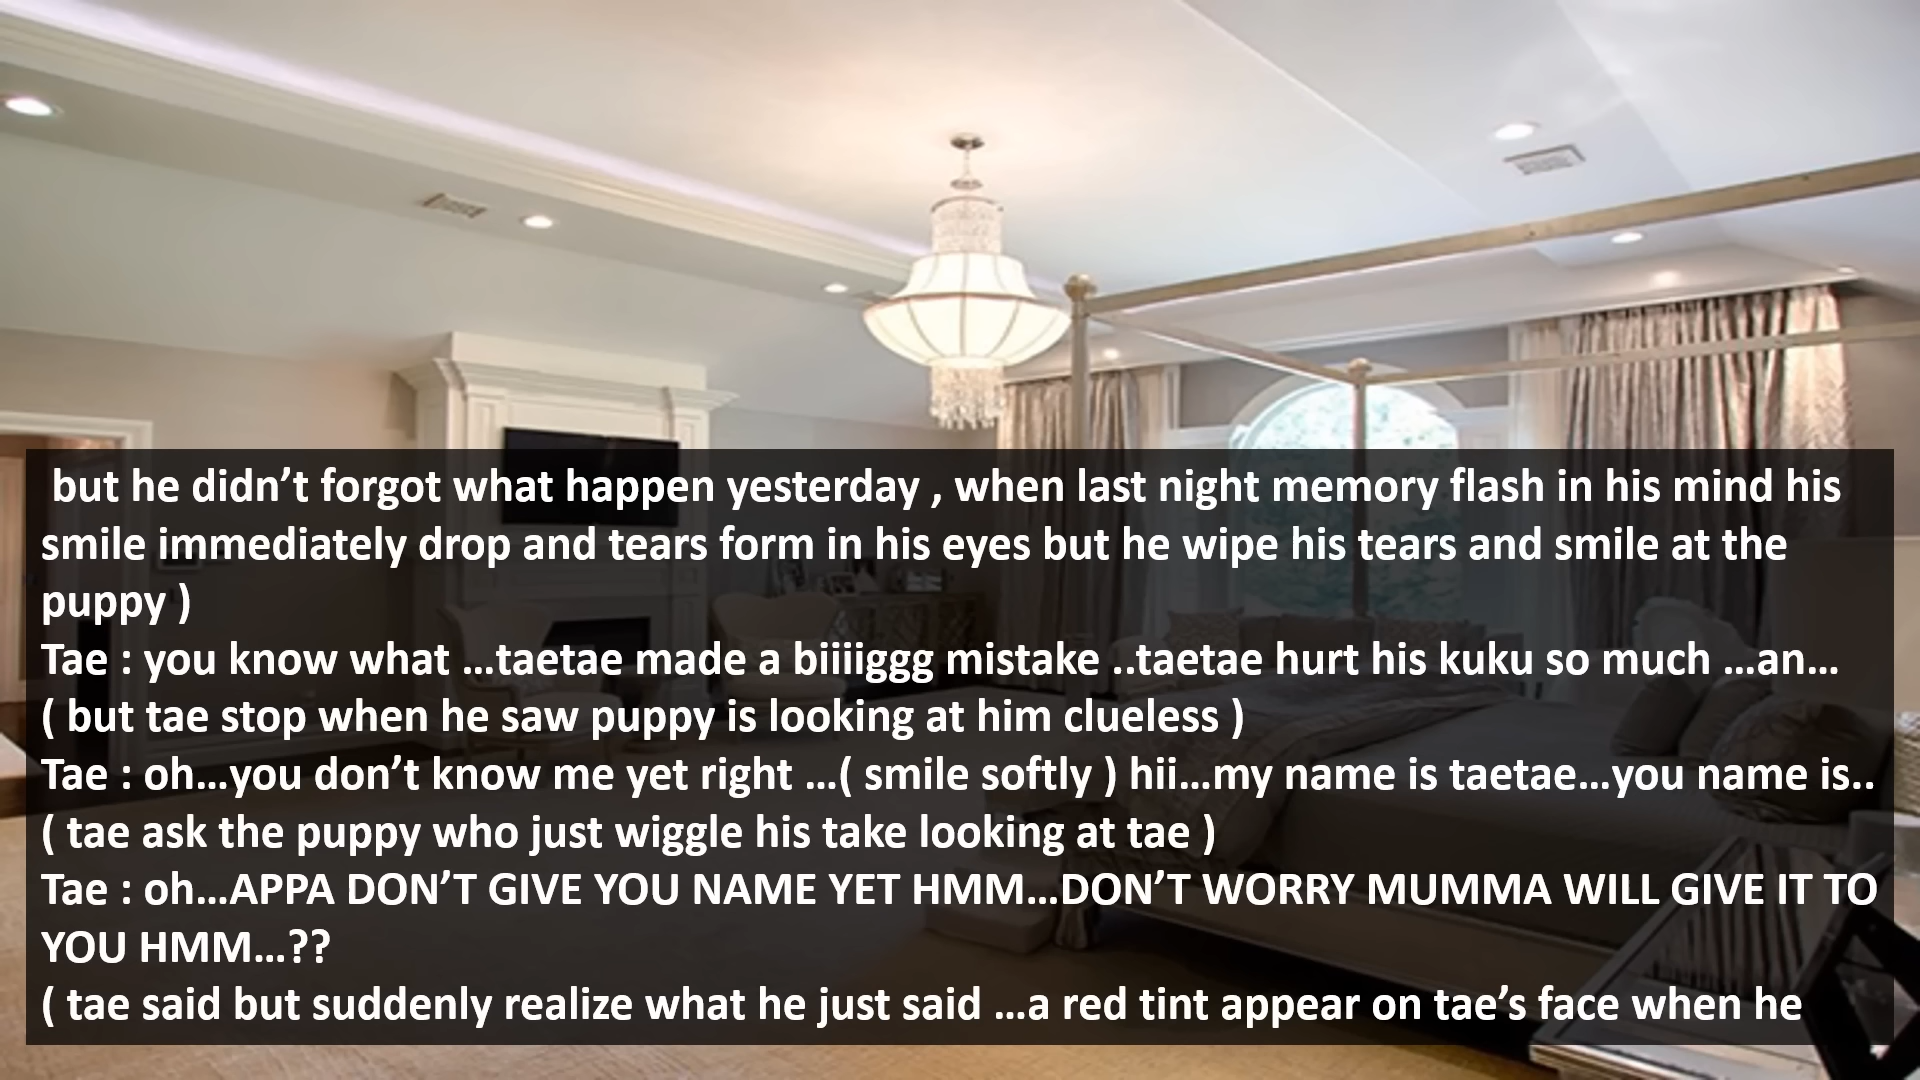 but he didn’t forgot what happen yesterday , when last night memory flash in his mind his
smile immediately drop and tears form in his eyes but he wipe his tears and smile at the
puppy )
Tae : you know what …taetae made a biiiiggg mistake ..taetae hurt his kuku so much …an…
( but tae stop when he saw puppy is looking at him clueless )
Tae : oh…you don’t know me yet right …( smile softly ) hii…my name is taetae…you name is..
( tae ask the puppy who just wiggle his take looking at tae )
Tae : oh…APPA DON’T GIVE YOU NAME YET HMM…DON’T WORRY MUMMA WILL GIVE IT TO
YOU HMM…??
( tae said but suddenly realize what he just said …a red tint appear on tae’s face when he